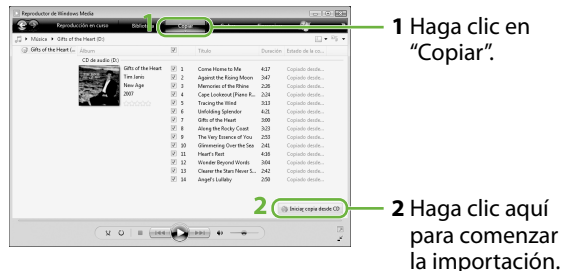 Reproductor de Windows Media
Reproducción en curso
Copiar
1
Música ▸ Gifts of the Heart (D:)
Gifts of the Heart (... Álbum Título Duración Estado de la co...
CD de audio (D:)
Gifts of the Heart
Tim Janis
New Age
2007
1 Come Home to Me 4:17 Copiado desde...
2 Against the Rising Moon 3:47 Copiado desde...
3 Memories of the Rhine 2:28 Copiado desde...
4 Cape Lookout (Piano R... 2:24 Copiado desde...
5 Tracing the Wind 3:13 Copiado desde...
6 Unfolding Splendor 4:21 Copiado desde...
7 Gifts of the Heart 3:00 Copiado desde...
8 Along the Rocky Coast 3:23 Copiado desde...
9 The Very Essence of You 2:53 Copiado desde...
10 Glimmering Over the Sea 2:41 Copiado desde...
11 Heart's Rest 4:16 Copiado desde...
12 Wonder Beyond Words 3:04 Copiado desde...
13 Clearer the Stars Never S... 2:42 Copiado desde...
14 Angel's Lullaby 2:50 Copiado desde...
2
Iniciar copia desde CD
1 Haga clic en
“Copiar”.
2 Haga clic aquí
para comenzar
la importación.